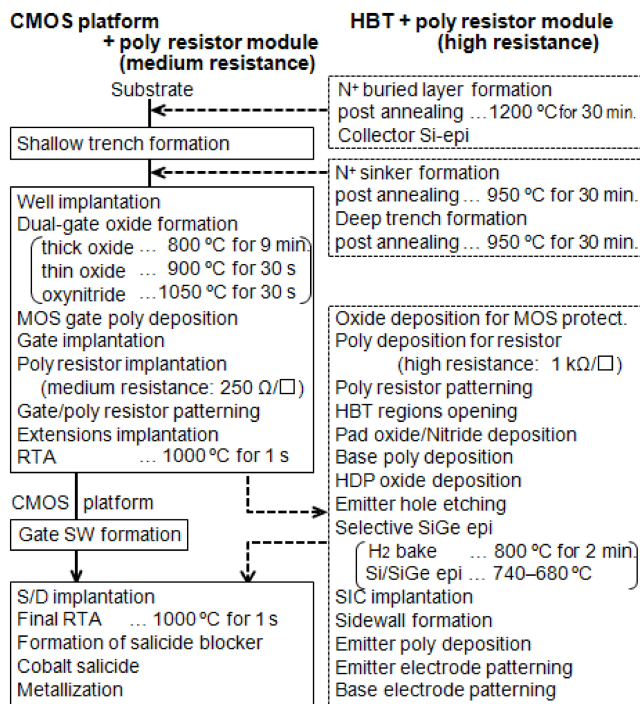 CMOS platform
+ poly resistor module
(medium resistance)
Substrate
Shallow trench formation
Well implantation
Dual-gate oxide formation
thick oxide ... 800 ºC for 9 min.
thin oxide ... 900 ºC for 30 s
oxynitride ...1050 ºC for 30 s
MOS gate poly deposition
Gate implantation
Poly resistor implantation
(medium resistance: 250 Ω/□)
Gate/poly resistor patterning
Extensions implantation
RTA ... 1000 ºC for 1 s
CMOS platform
Gate SW formation
S/D implantation
Final RTA ... 1000 ºC for 1 s
Formation of salicide blocker
Cobalt salicide
Metallization
HBT + poly resistor module
(high resistance)
N+ buried layer formation
post annealing ... 1200 ºC for 30 min.
Collector Si-epi
N+ sinker formation
post annealing ... 950 ºC for 30 min.
Deep trench formation
post annealing ... 950 ºC for 30 min.
Oxide deposition for MOS protect.
Poly deposition for resistor
(high resistance: 1 kΩ/□)
Poly resistor patterning
HBT regions opening
Pad oxide/Nitride deposition
Base poly deposition
HDP oxide deposition
Emitter hole etching
Selective SiGe epi
H2 bake ... 800 ºC for 2 min.
Si/SiGe epi ... 740–680 ºC
SIC implantation
Sidewall formation
Emitter poly deposition
Emitter electrode patterning
Base electrode patterning